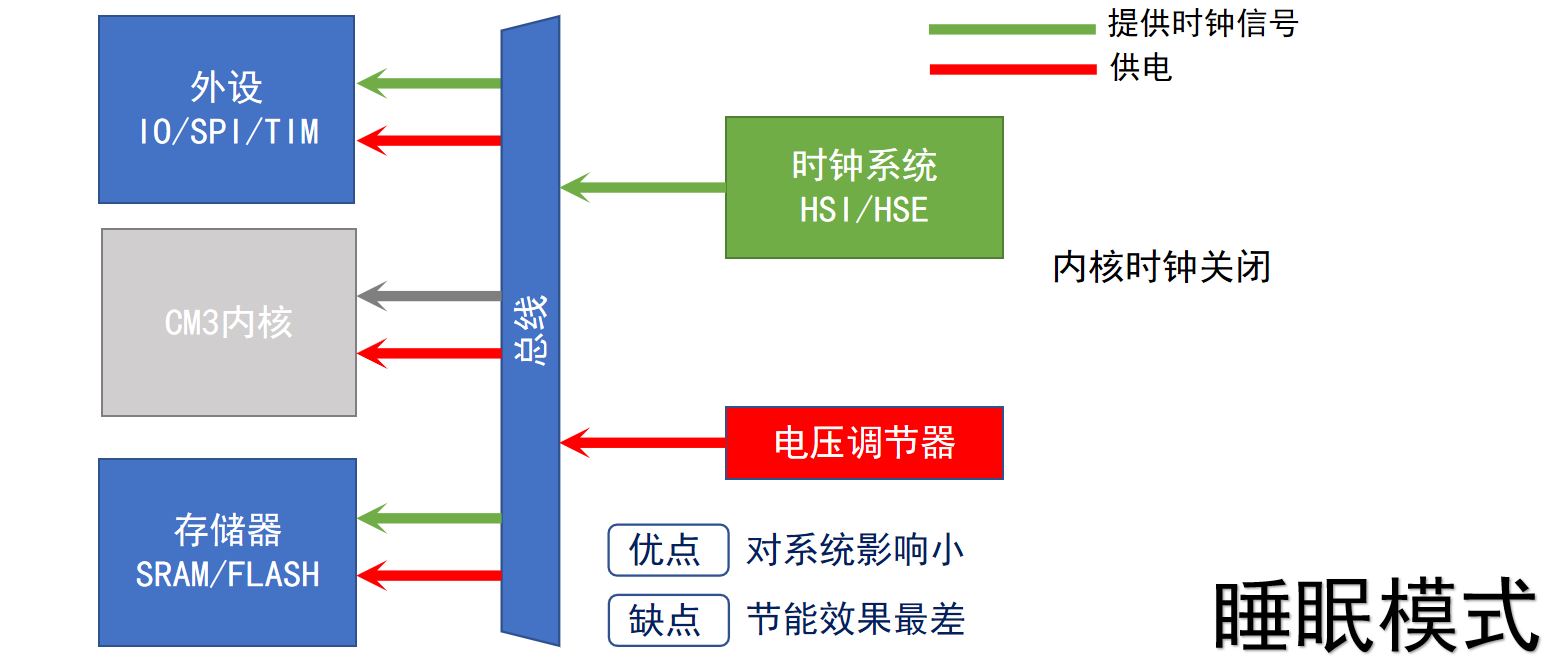 提供时钟信号
供电
外设
IO/SPI/TIM
时钟系统
HSI/HSE
内核时钟关闭
CM3内核
总线
电压调节器
存储器
SRAM/FLASH
优点
对系统影响小
缺点
节能效果最差
睡眠模式